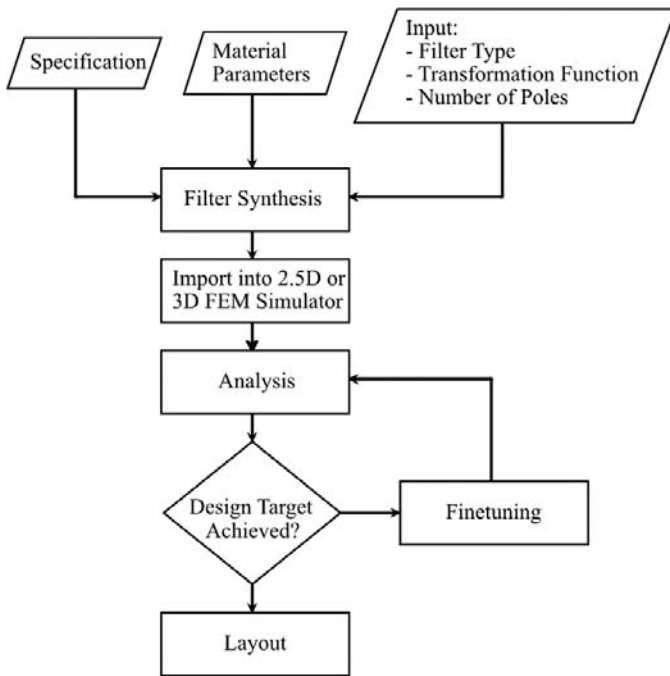 Specification
Material
Parameters
Input:
- Filter Type
- Transformation Function
- Number of Poles
Filter Synthesis
Import into 2.5D or
3D FEM Simulator
Analysis
Design Target
Achieved?
Finetuning
Layout